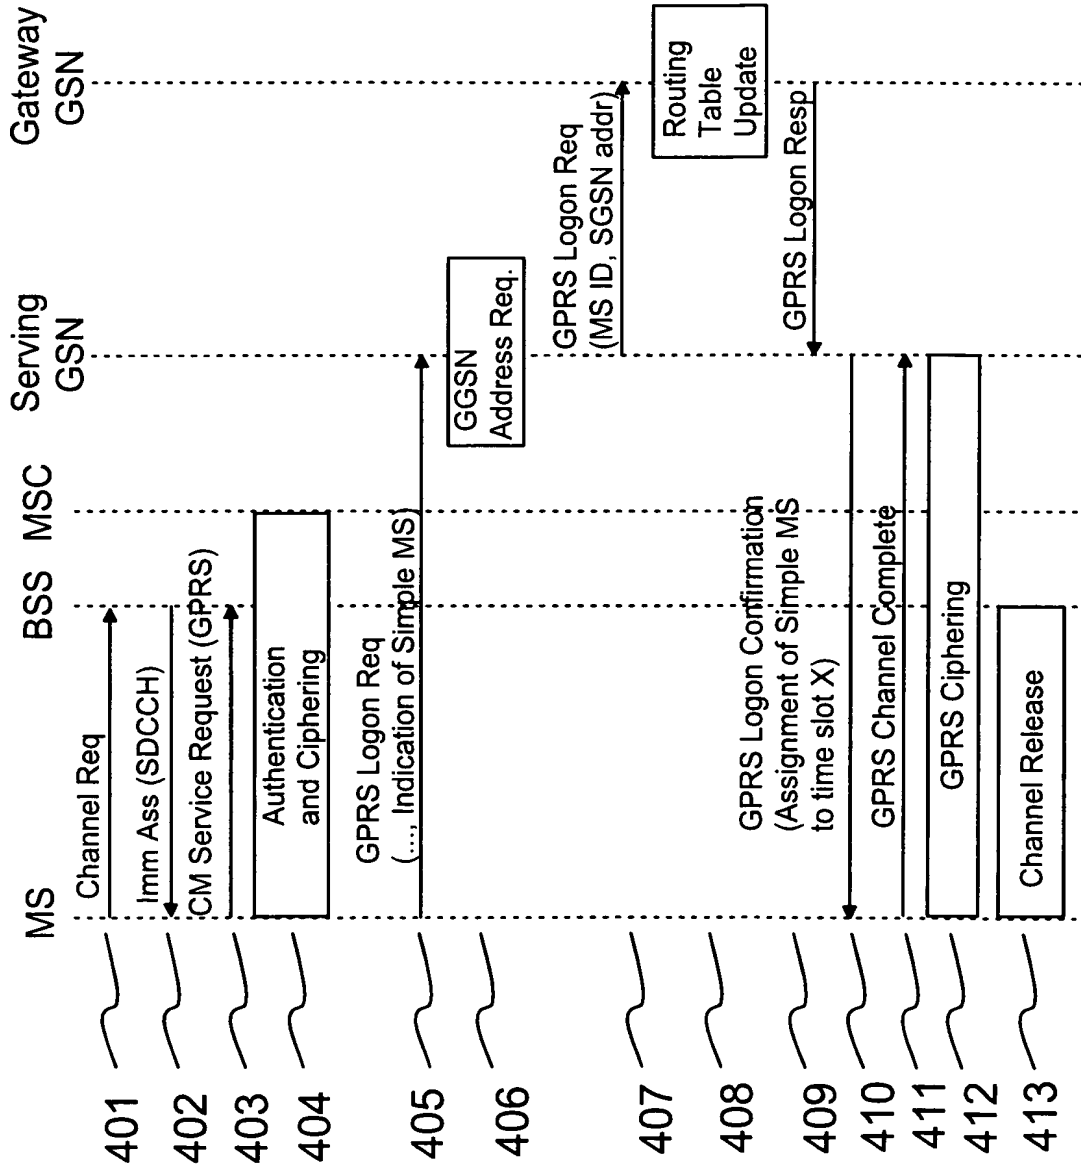 MS
BSS
MSC
Serving
GSN
Gateway
GSN
401
Channel Req
402
Imm Ass (SDCCH)
403
CM Service Request (GPRS)
404
Authentication
and Ciphering
405
GPRS Logon Req
(..., Indication of Simple MS)
406
GGSN
Address Req.
407
GPRS Logon Req
(MS ID, SGSN addr)
408
Routing
Table
Update
409
GPRS Logon Resp
410
GPRS Logon Confirmation
(Assignment of Simple MS
to time slot X)
411
GPRS Channel Complete
412
GPRS Ciphering
413
Channel Release